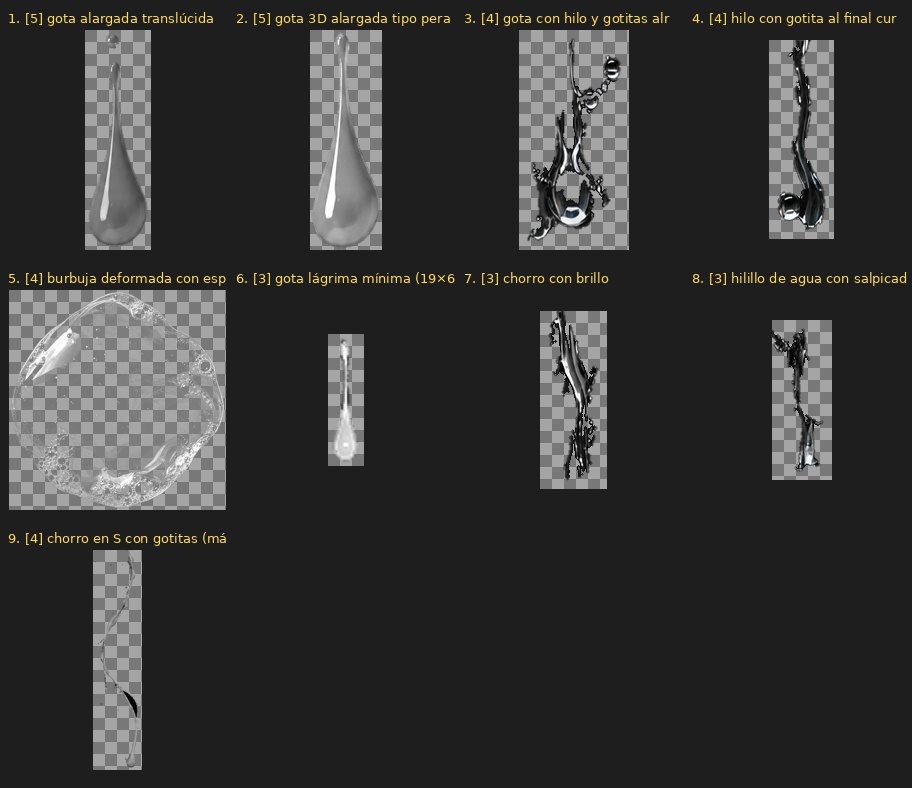 1. [5] gota alargada translúcida
2. [5] gota 3D alargada tipo pera
3. [4] gota con hilo y gotitas alr
4. [4] hilo con gotita al final cur
5. [4] burbuja deformada con esp
6. [3] gota lágrima mínima (19×6
7. [3] chorro con brillo
8. [3] hilillo de agua con salpicad
9. [4] chorro en S con gotitas (má